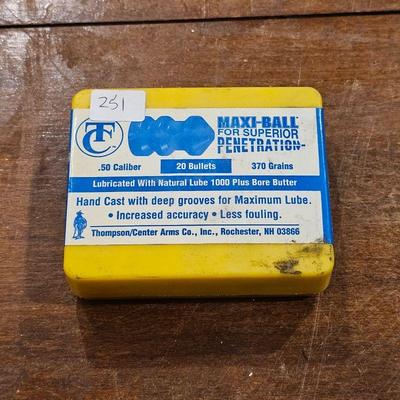 251
TC
MAXI-BALL™
FOR SUPERIOR
PENETRATION™
.50 Caliber 20 Bullets 370 Grains
Lubricated With Natural Lube 1000 Plus Bore Butter
Hand Cast with deep grooves for Maximum Lube.
• Increased accuracy • Less fouling.
Thompson/Center Arms Co., Inc., Rochester, NH 03866